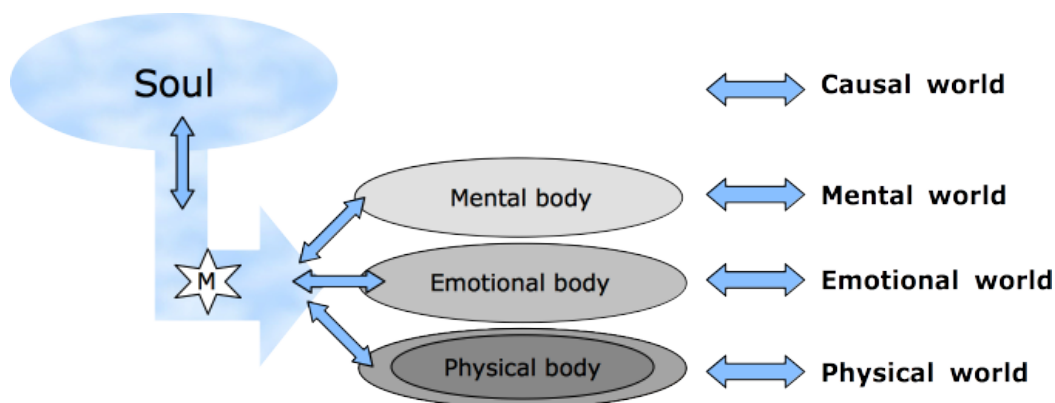 Soul
Causal world
Mental body
Mental world
M
Emotional body
Emotional world
Physical body
Physical world